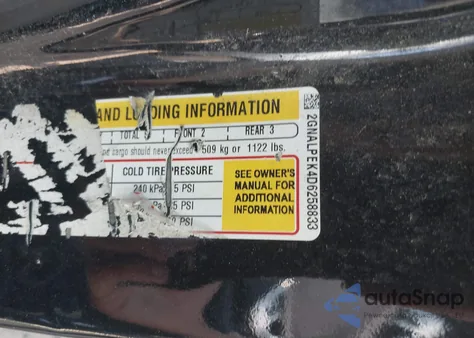 AND LOADING INFORMATION
TOTAL FRONT 2 REAR 3
cargo should never exceed 509 kg or 1122 lbs.
COLD TIRE PRESSURE
240 kPa, 5 PSI
kPa, 5 PSI
PSI
SEE OWNER'S
MANUAL FOR
ADDITIONAL
INFORMATION
2GNALPEK4D6258833
autoSnap